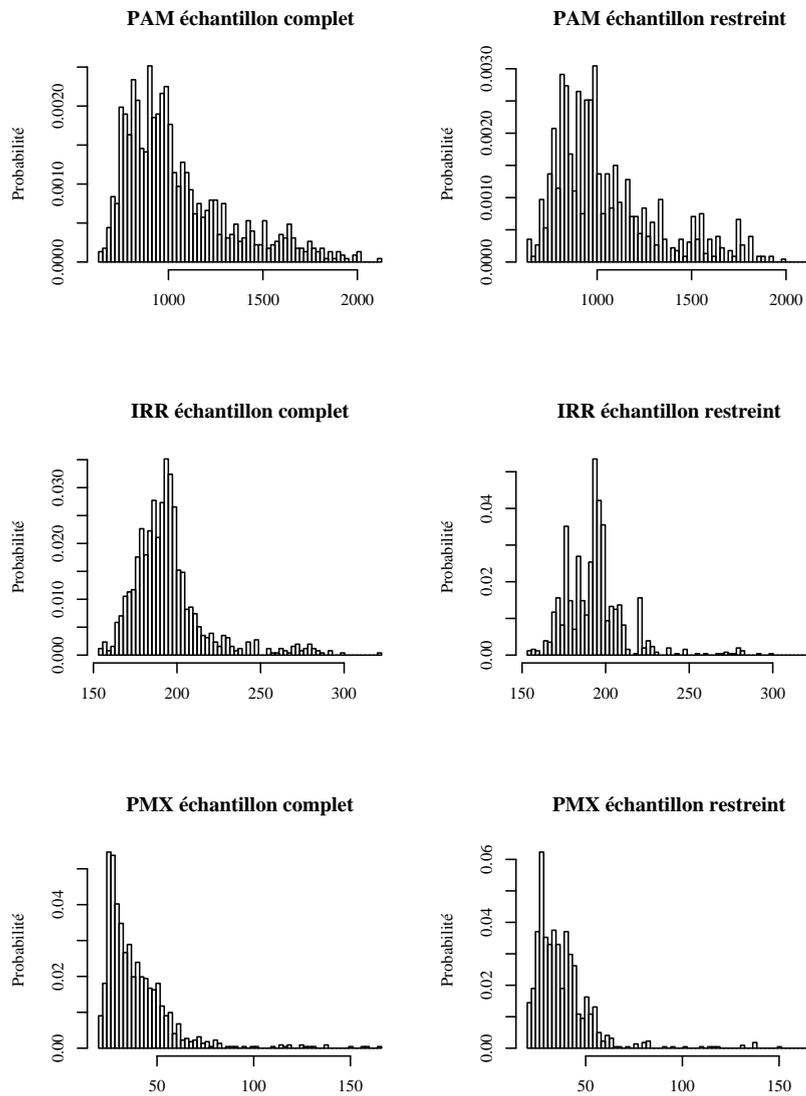 PAM échantillon complet
PAM échantillon restreint
Probabilité
0.0000 0.0010 0.0020
1000 1500 2000
Probabilité
0.0000 0.0010 0.0020 0.0030
1000 1500 2000
IRR échantillon complet
IRR échantillon restreint
Probabilité
0.000 0.010 0.020 0.030
150 200 250 300
Probabilité
0.00 0.02 0.04
150 200 250 300
PMX échantillon complet
PMX échantillon restreint
Probabilité
0.00 0.02 0.04
50 100 150
Probabilité
0.00 0.02 0.04 0.06
50 100 150